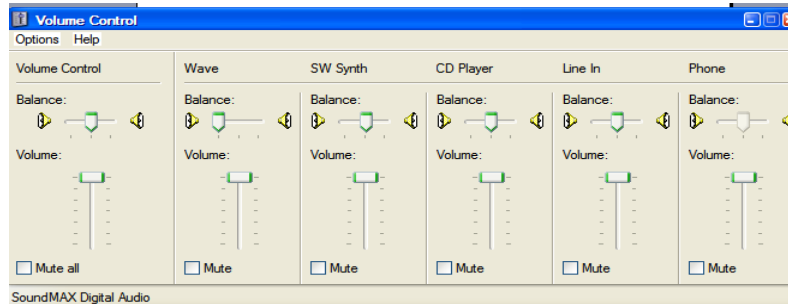 Volume Control
Options Help
Volume Control Wave SW Synth CD Player Line In Phone
Balance: Balance: Balance: Balance: Balance: Balance:
Volume: Volume: Volume: Volume: Volume: Volume:
Mute all Mute Mute Mute Mute Mute
SoundMAX Digital Audio